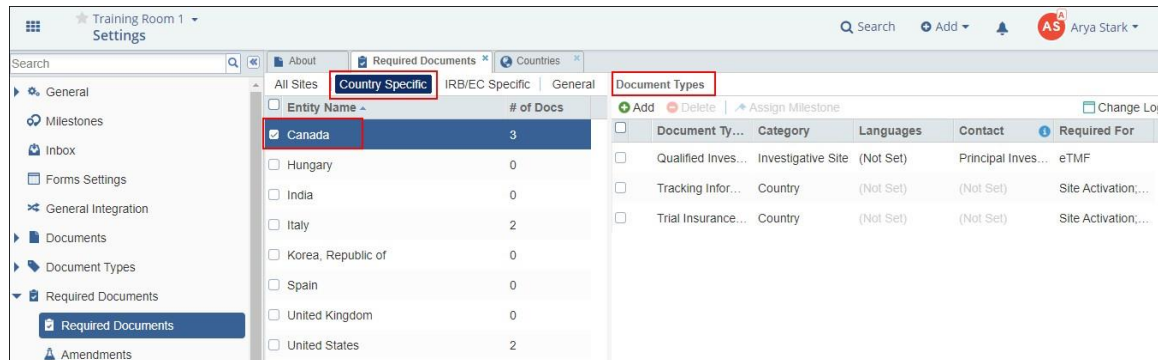 Training Room 1
Settings
Search
Add
A
AS
Arya Stark
Search
About
Required Documents
Countries
General
Milestones
Inbox
Forms Settings
General Integration
Documents
Document Types
Required Documents
Required Documents
Amendments
All Sites
Country Specific
IRB/EC Specific
General
Entity Name
# of Docs
Canada 3
Hungary 0
India 0
Italy 2
Korea, Republic of 0
Spain 0
United Kingdom 0
United States 2
Document Types
Add
Delete
Assign Milestone
Change Lo
Document Ty... Category Languages Contact Required For
Qualified Inves... Investigative Site (Not Set) Principal Inves... eTMF
Tracking Infor... Country (Not Set) (Not Set) Site Activation;...
Trial Insurance... Country (Not Set) (Not Set) Site Activation;...